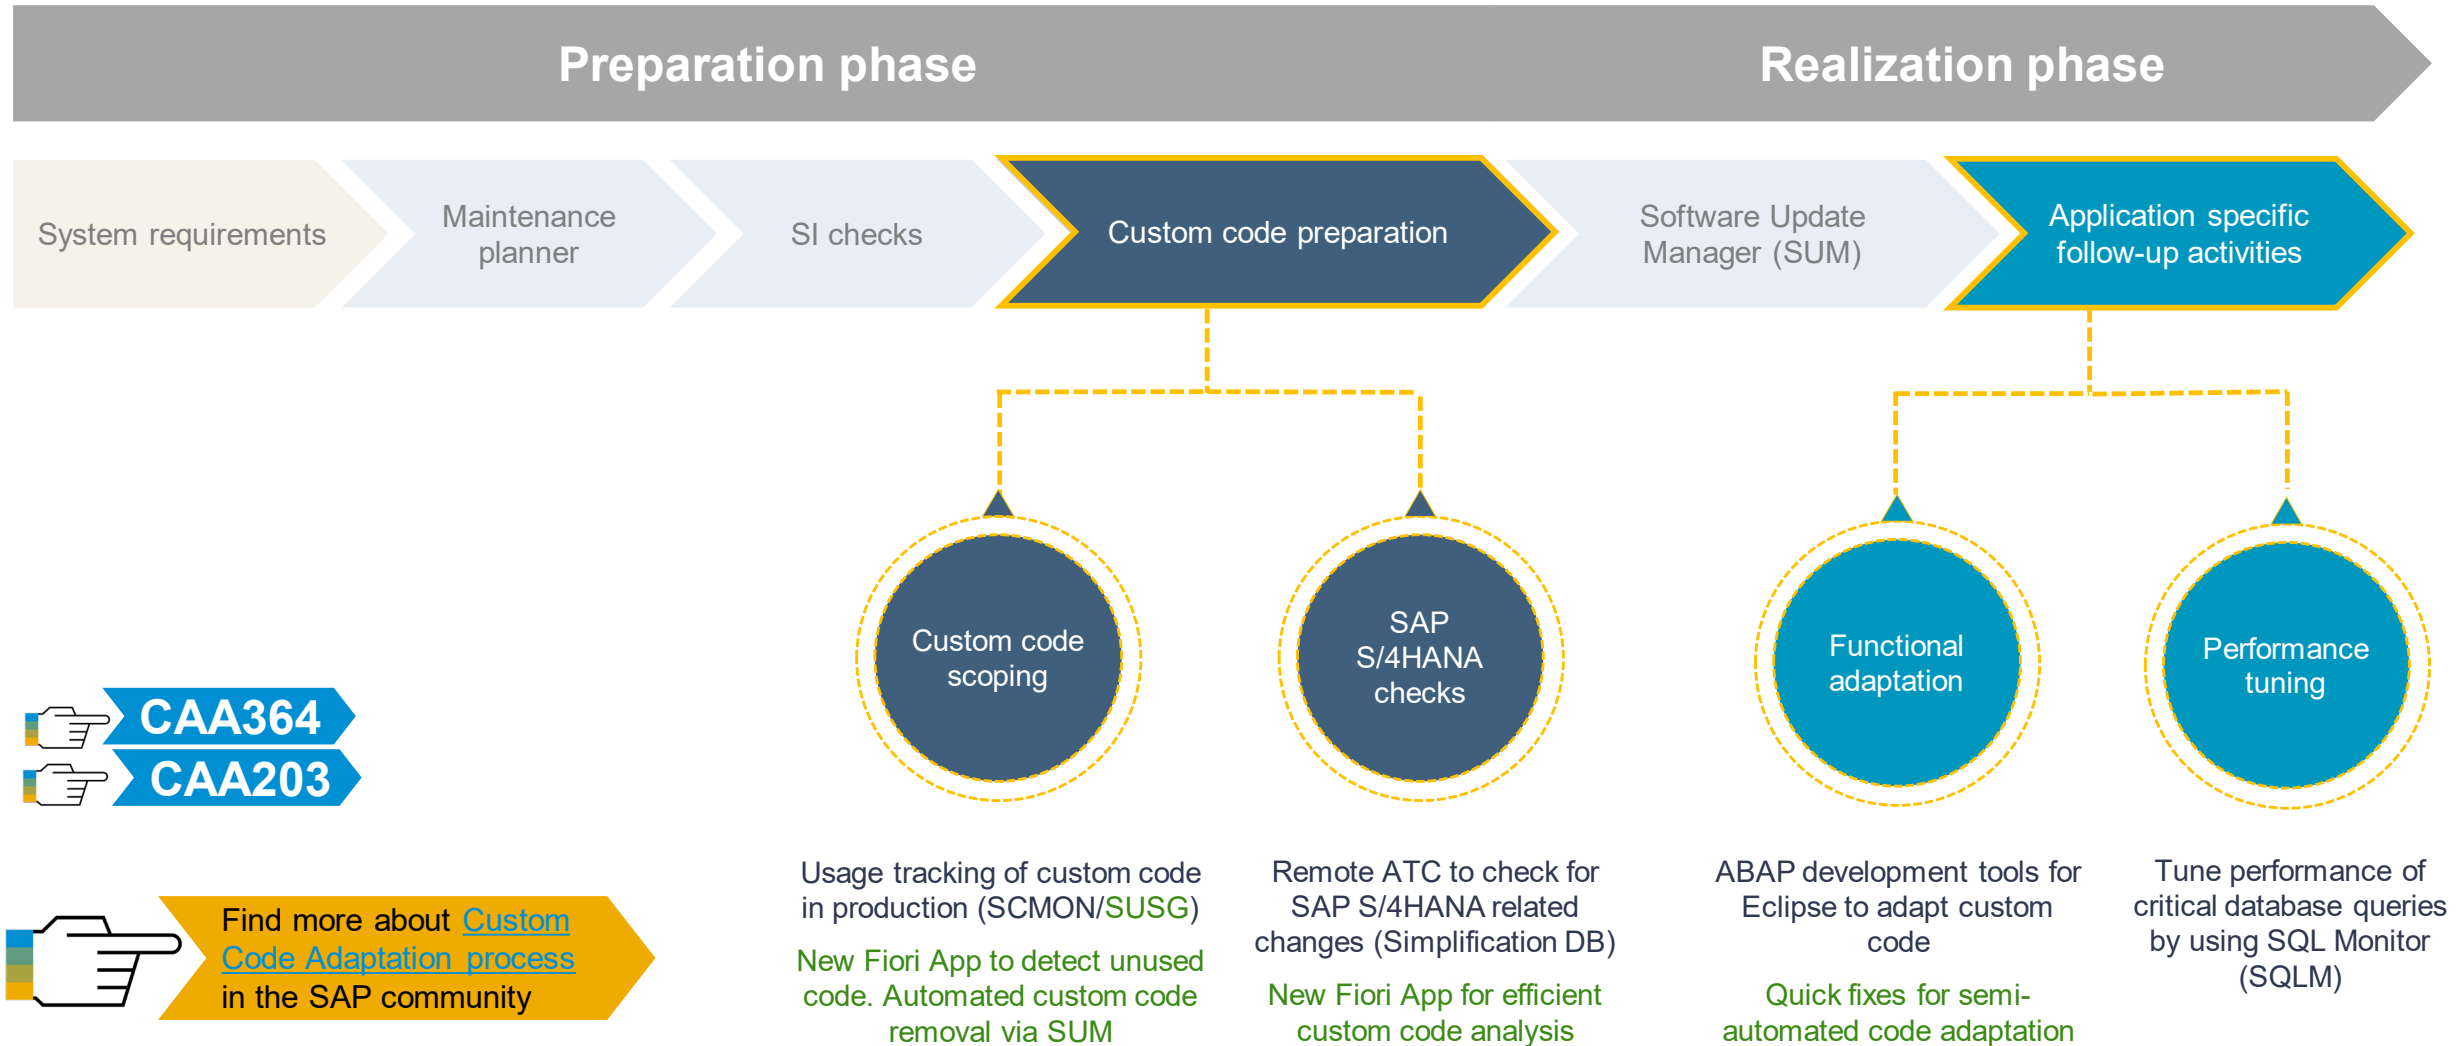 Preparation phase
Realization phase
System requirements
Maintenance
planner
SI checks
Custom code preparation
Software Update
Manager (SUM)
Application specific
follow-up activities
Custom code
scoping
SAP
S/4HANA
checks
Functional
adaptation
Performance
tuning
CAA364
CAA203
Find more about Custom
Code Adaptation process
in the SAP community
Usage tracking of custom code
in production (SCMON/SUSG)
New Fiori App to detect unused
code. Automated custom code
removal via SUM
Remote ATC to check for
SAP S/4HANA related
changes (Simplification DB)
New Fiori App for efficient
custom code analysis
ABAP development tools for
Eclipse to adapt custom
code
Quick fixes for semi-
automated code adaptation
Tune performance of
critical database queries
by using SQL Monitor
(SQLM)